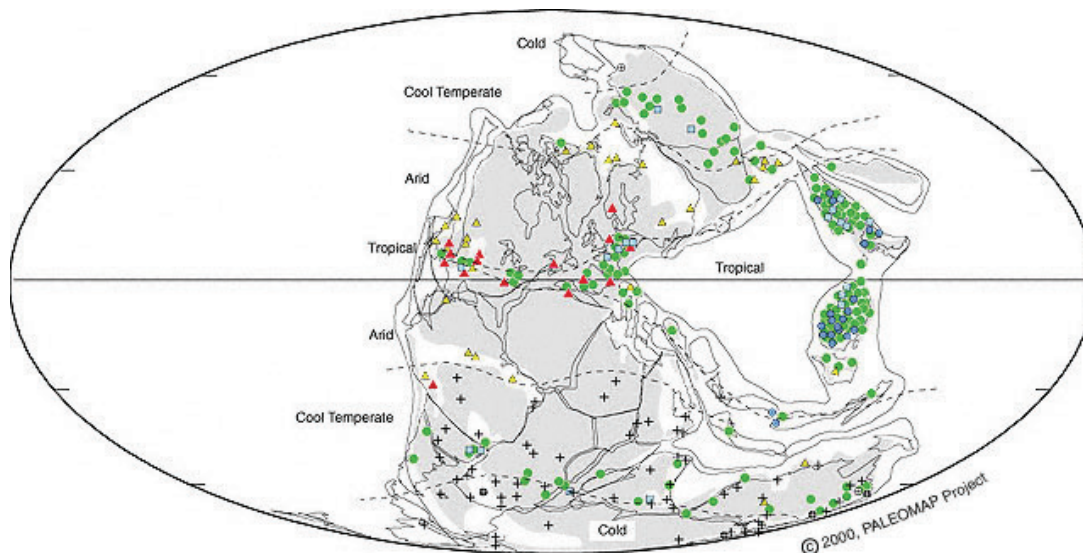 Cold
Cool Temperate
Arid
Tropical
Tropical
Arid
Cool Temperate
Cold
© 2000, PALEOMAP Project